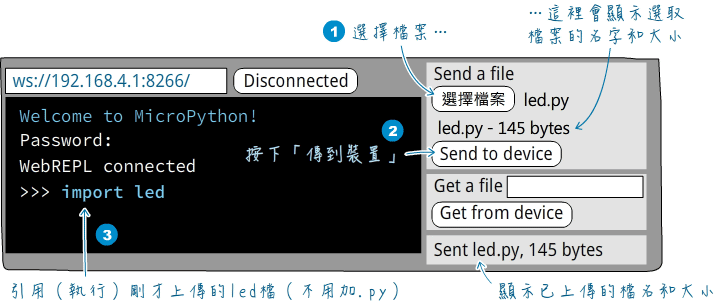 1 選擇檔案…
…這裡會顯示選取
檔案的名字和大小
ws://192.168.4.1:8266/
Disconnected
Send a file
選擇檔案 led.py
led.py - 145 bytes
Send to device
Welcome to MicroPython!
Password:
WebREPL connected
>>> import led
2
按下「傳到裝置」
3
Get a file
Get from device
Sent led.py, 145 bytes
引用(執行)剛才上傳的led檔(不用加.py)
顯示已上傳的檔名和大小